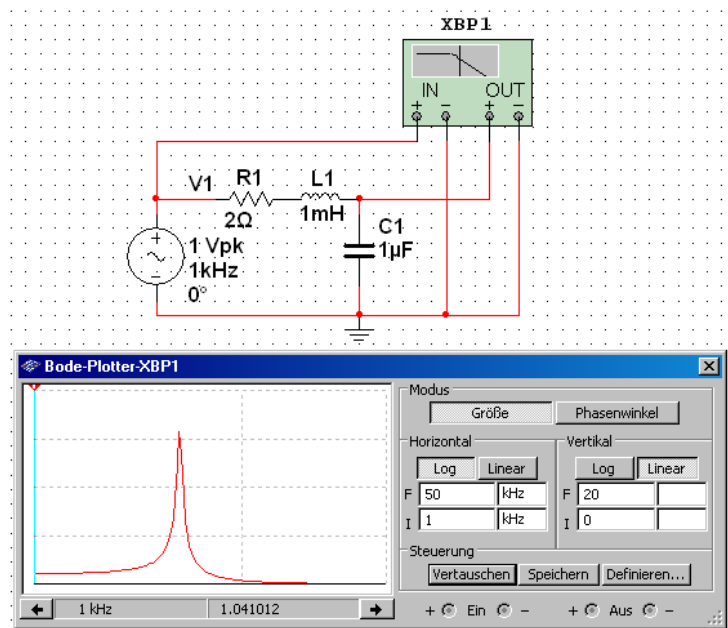 XBP1
IN OUT
+ − + −
V1 R1 L1
2Ω 1mH
C1
1µF
+
−
1 Vpk
1kHz
0°
Bode-Plotter-XBP1
Modus
Größe Phasenwinkel
Horizontal Vertikal
Log Linear Log Linear
F 50 kHz F 20
I 1 kHz I 0
Steuerung
Vertauschen Speichern Definieren...
1 kHz 1.041012 + Ein − + Aus −